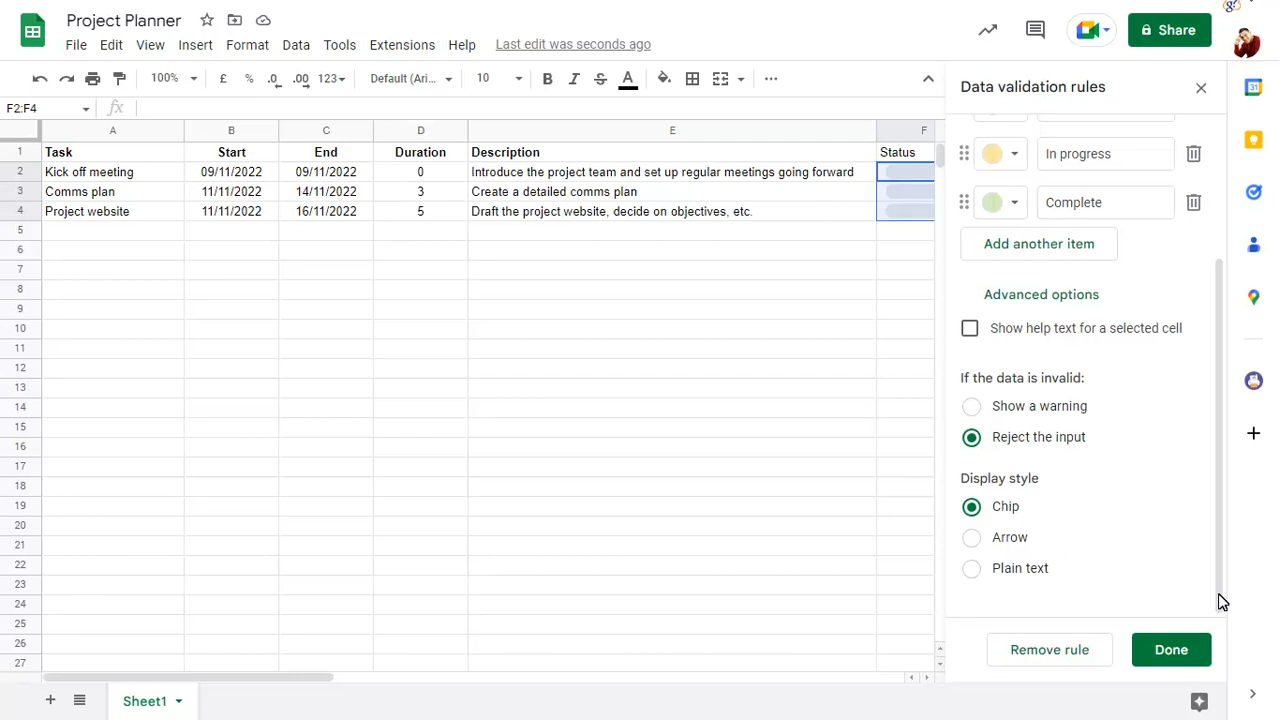 Project Planner
File Edit View Insert Format Data Tools Extensions Help Last edit was seconds ago
Share
100% £ % .0 .00 123 Default (Ari... 10 B I S A
F2:F4 fx
Data validation rules
A B C D E F
1 Task Start End Duration Description Status
2 Kick off meeting 09/11/2022 09/11/2022 0 Introduce the project team and set up regular meetings going forward
3 Comms plan 11/11/2022 14/11/2022 3 Create a detailed comms plan
4 Project website 11/11/2022 16/11/2022 5 Draft the project website, decide on objectives, etc.
5
6
7
8
9
10
11
12
13
14
15
16
17
18
19
20
21
22
23
24
25
26
27
In progress
Complete
Add another item
Advanced options
Show help text for a selected cell
If the data is invalid:
Show a warning
Reject the input
Display style
Chip
Arrow
Plain text
Remove rule Done
Sheet1
31